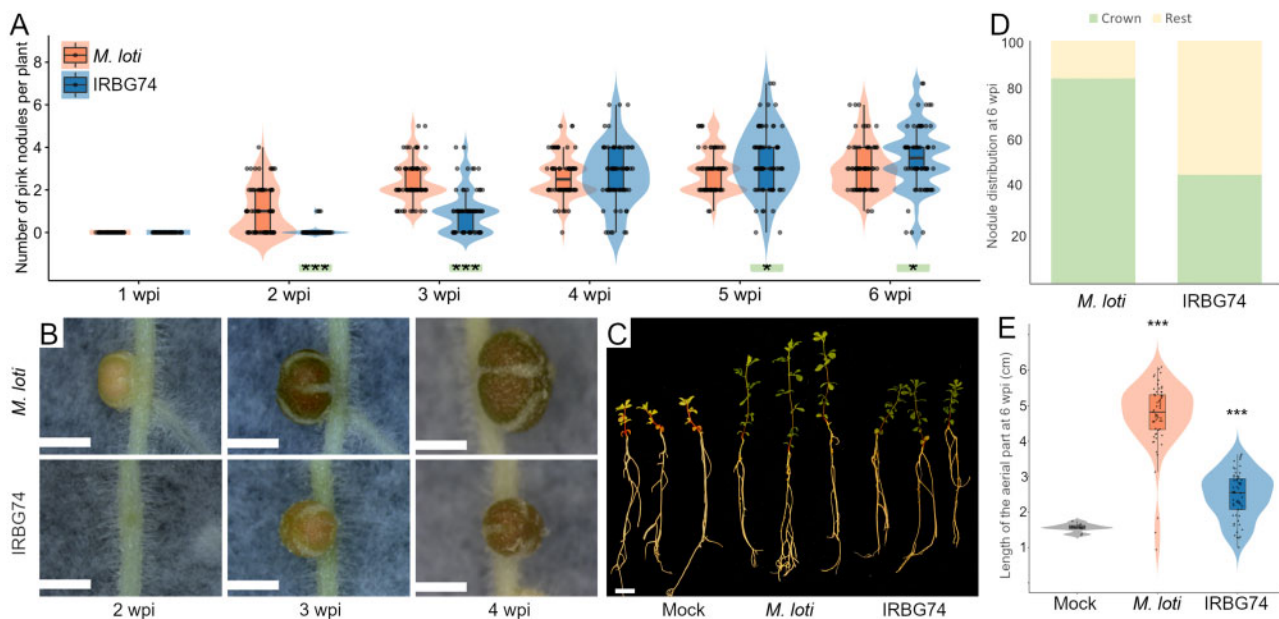 A
Number of pink nodules per plant
8
6
4
2
0
M. loti
IRBG74
***
***
*
*
1 wpi
2 wpi
3 wpi
4 wpi
5 wpi
6 wpi
B
M. loti
IRBG74
2 wpi
3 wpi
4 wpi
C
Mock
M. loti
IRBG74
D
Crown
Rest
Nodule distribution at 6 wpi
100
80
60
40
20
M. loti
IRBG74
E
Length of the aerial part at 6 wpi (cm)
6
5
4
3
2
1
***
***
Mock
M. loti
IRBG74